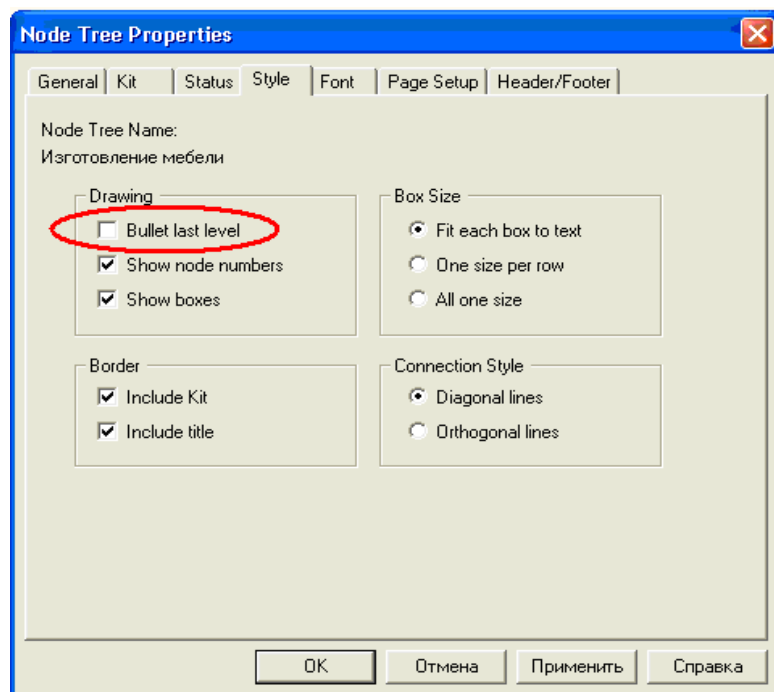 Node Tree Properties
General Kit Status Style Font Page Setup Header/Footer
Node Tree Name:
Изготовление мебели
Drawing
Bullet last level
Show node numbers
Show boxes
Box Size
Fit each box to text
One size per row
All one size
Border
Include Kit
Include title
Connection Style
Diagonal lines
Orthogonal lines
OK Отмена Применить Справка